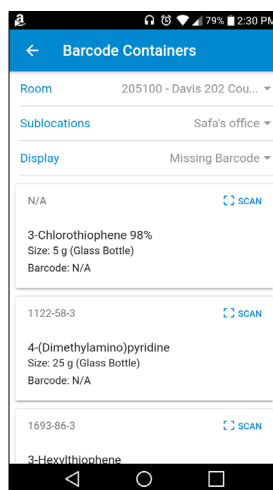 79% 2:30 PM
Barcode Containers
Room 205100 - Davis 202 Cou...
Sublocations Safa's office
Display Missing Barcode
N/A SCAN
3-Chlorothiophene 98%
Size: 5 g (Glass Bottle)
Barcode: N/A
1122-58-3 SCAN
4-(Dimethylamino)pyridine
Size: 25 g (Glass Bottle)
Barcode: N/A
1693-86-3 SCAN
3-Hexylthiophene